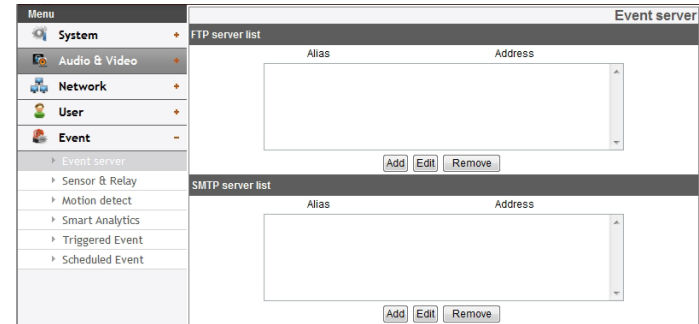 Menu
System +
Audio & Video +
Network +
User +
Event -
Event server
Sensor & Relay
Motion detect
Smart Analytics
Triggered Event
Scheduled Event
Event server
FTP server list
Alias Address
Add Edit Remove
SMTP server list
Alias Address
Add Edit Remove